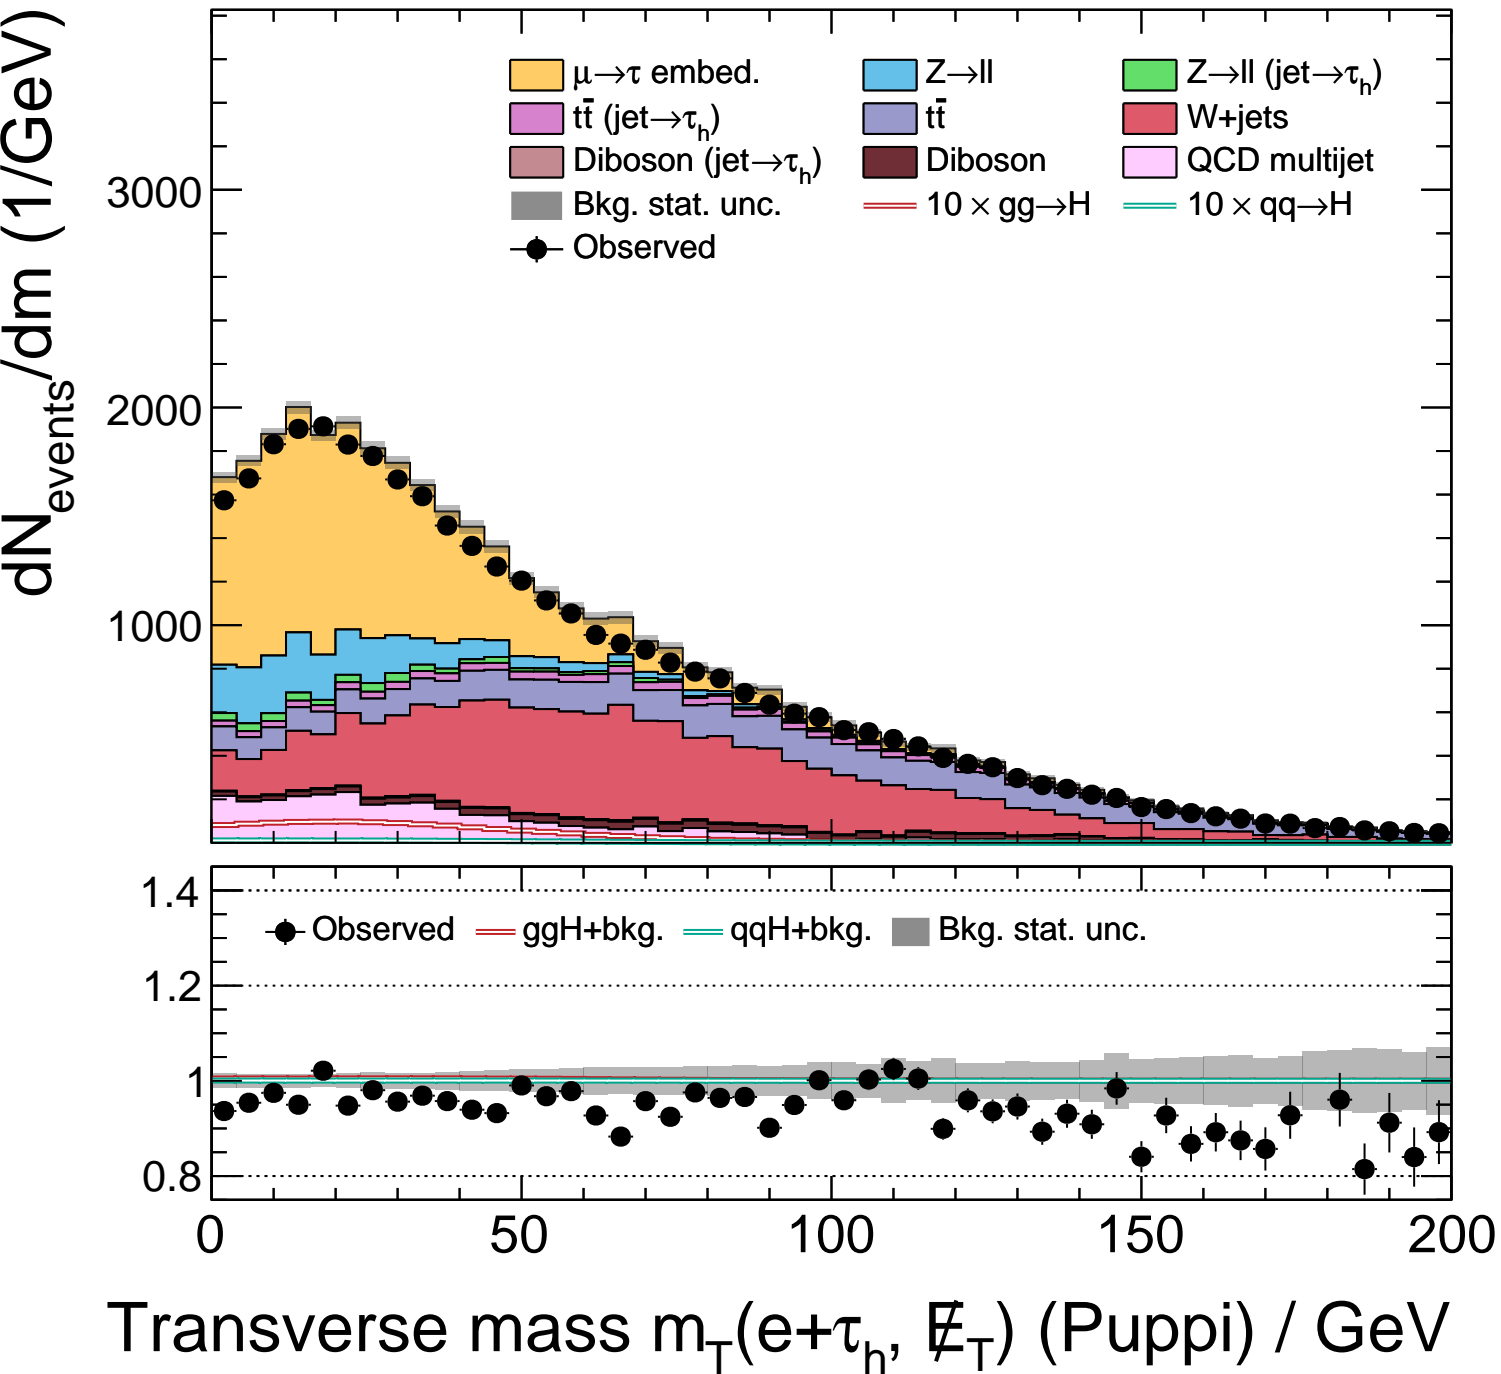 dN_events/dm (1/GeV)
3000
2000
1000
μ→τ embed.
Z→ll
Z→ll (jet→τ_h)
tt̄ (jet→τ_h)
tt̄
W+jets
Diboson (jet→τ_h)
Diboson
QCD multijet
Bkg. stat. unc.
10 × gg→H
10 × qq→H
Observed
1.4
1.2
1
0.8
Observed
ggH+bkg.
qqH+bkg.
Bkg. stat. unc.
0
50
100
150
200
Transverse mass m_T(e+τ_h, E̸_T) (Puppi) / GeV